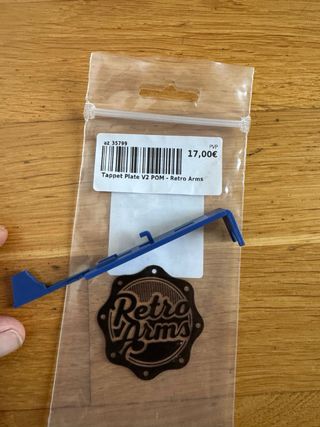 az 35799
PVP
17,00€
Tappet Plate V2 POM - Retro Arms
Retro
Arms